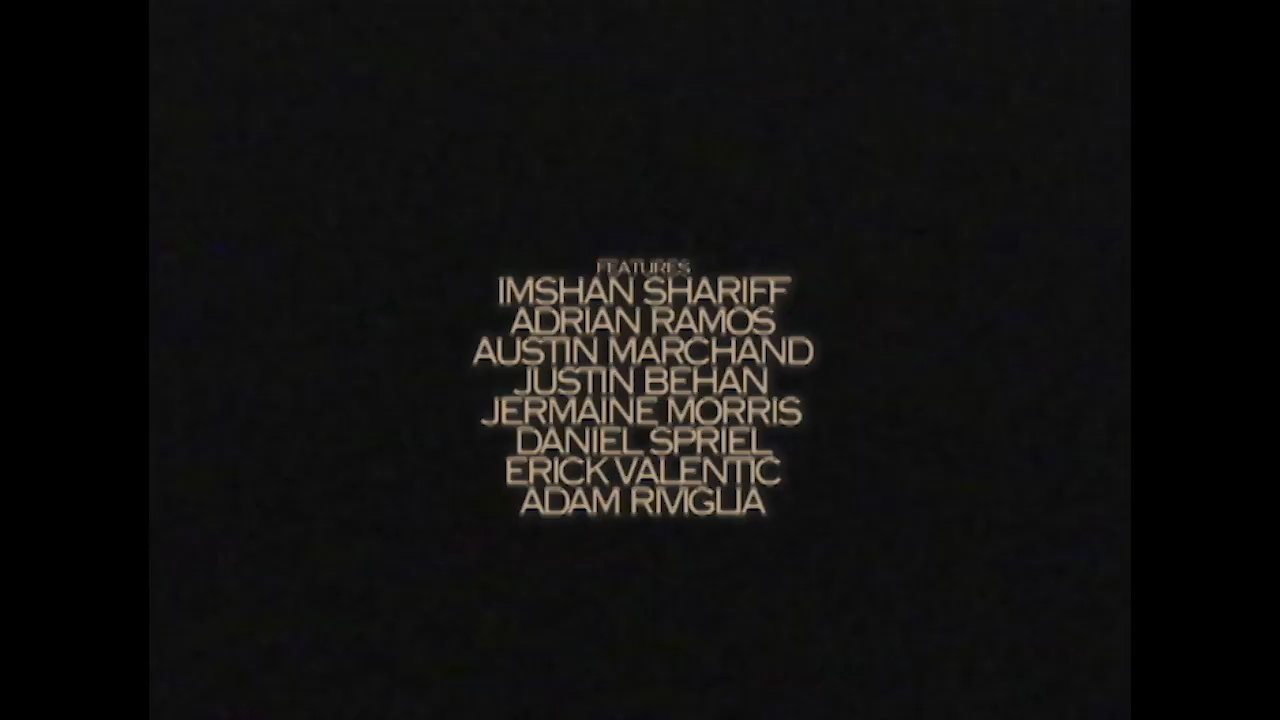 FEATURES
IMSHAN SHARIFF
ADRIAN RAMOS
AUSTIN MARCHAND
JUSTIN BEHAN
JERMAINE MORRIS
DANIEL SPRIEL
ERICK VALENTIC
ADAM RIVIGLIA